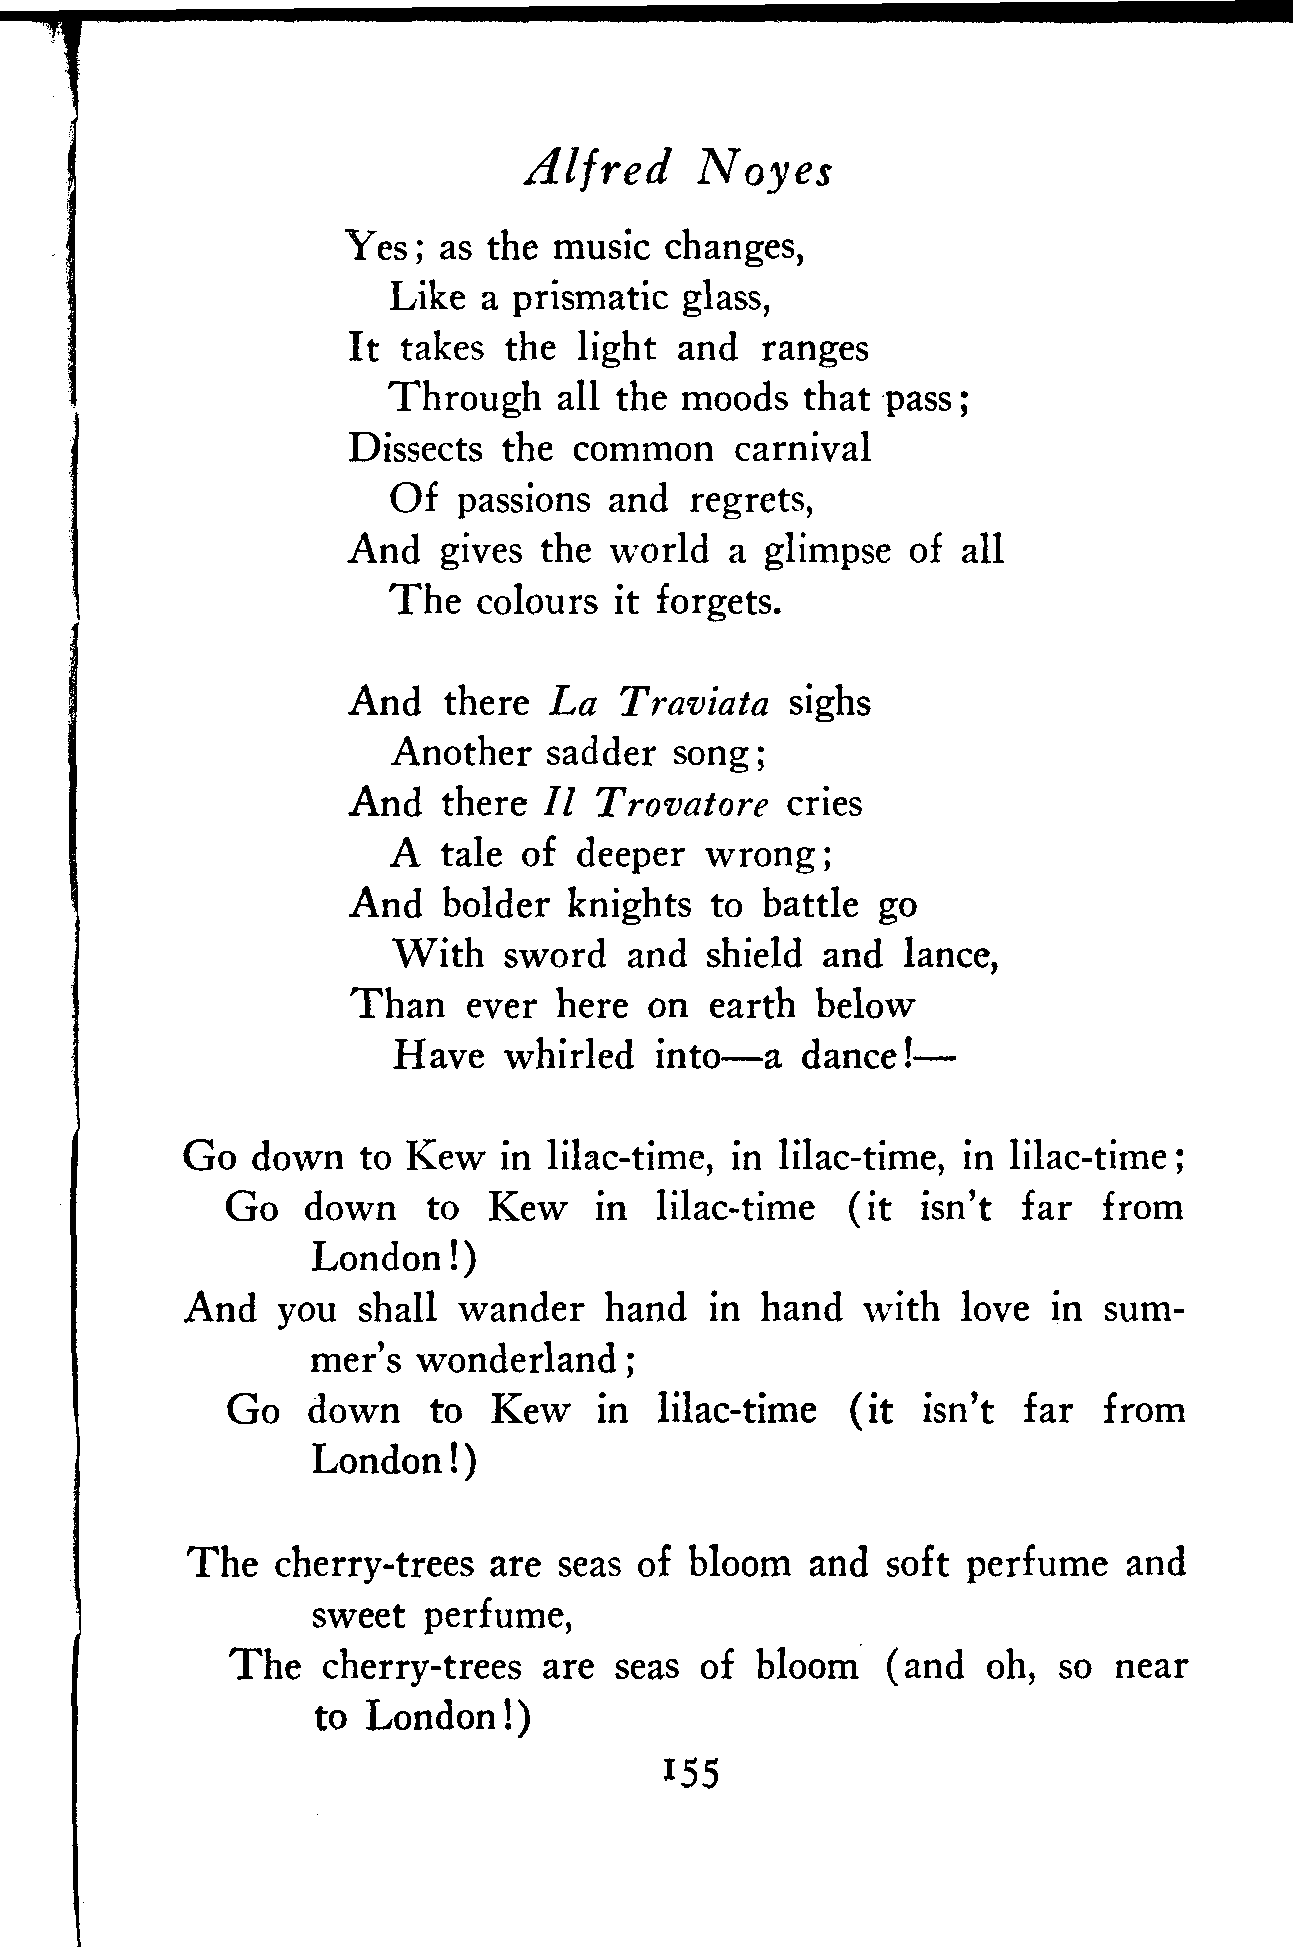 Alfred Noyes
Yes; as the music changes,
Like a prismatic glass,
It takes the light and ranges
Through all the moods that pass;
Dissects the common carnival
Of passions and regrets,
And gives the world a glimpse of all
The colours it forgets.
And there La Traviata sighs
Another sadder song;
And there Il Trovatore cries
A tale of deeper wrong;
And bolder knights to battle go
With sword and shield and lance,
Than ever here on earth below
Have whirled into—a dance!—
Go down to Kew in lilac-time, in lilac-time, in lilac-time;
Go down to Kew in lilac-time (it isn't far from
London!)
And you shall wander hand in hand with love in sum-
mer's wonderland;
Go down to Kew in lilac-time (it isn't far from
London!)
The cherry-trees are seas of bloom and soft perfume and
sweet perfume,
The cherry-trees are seas of bloom (and oh, so near
to London!)
155